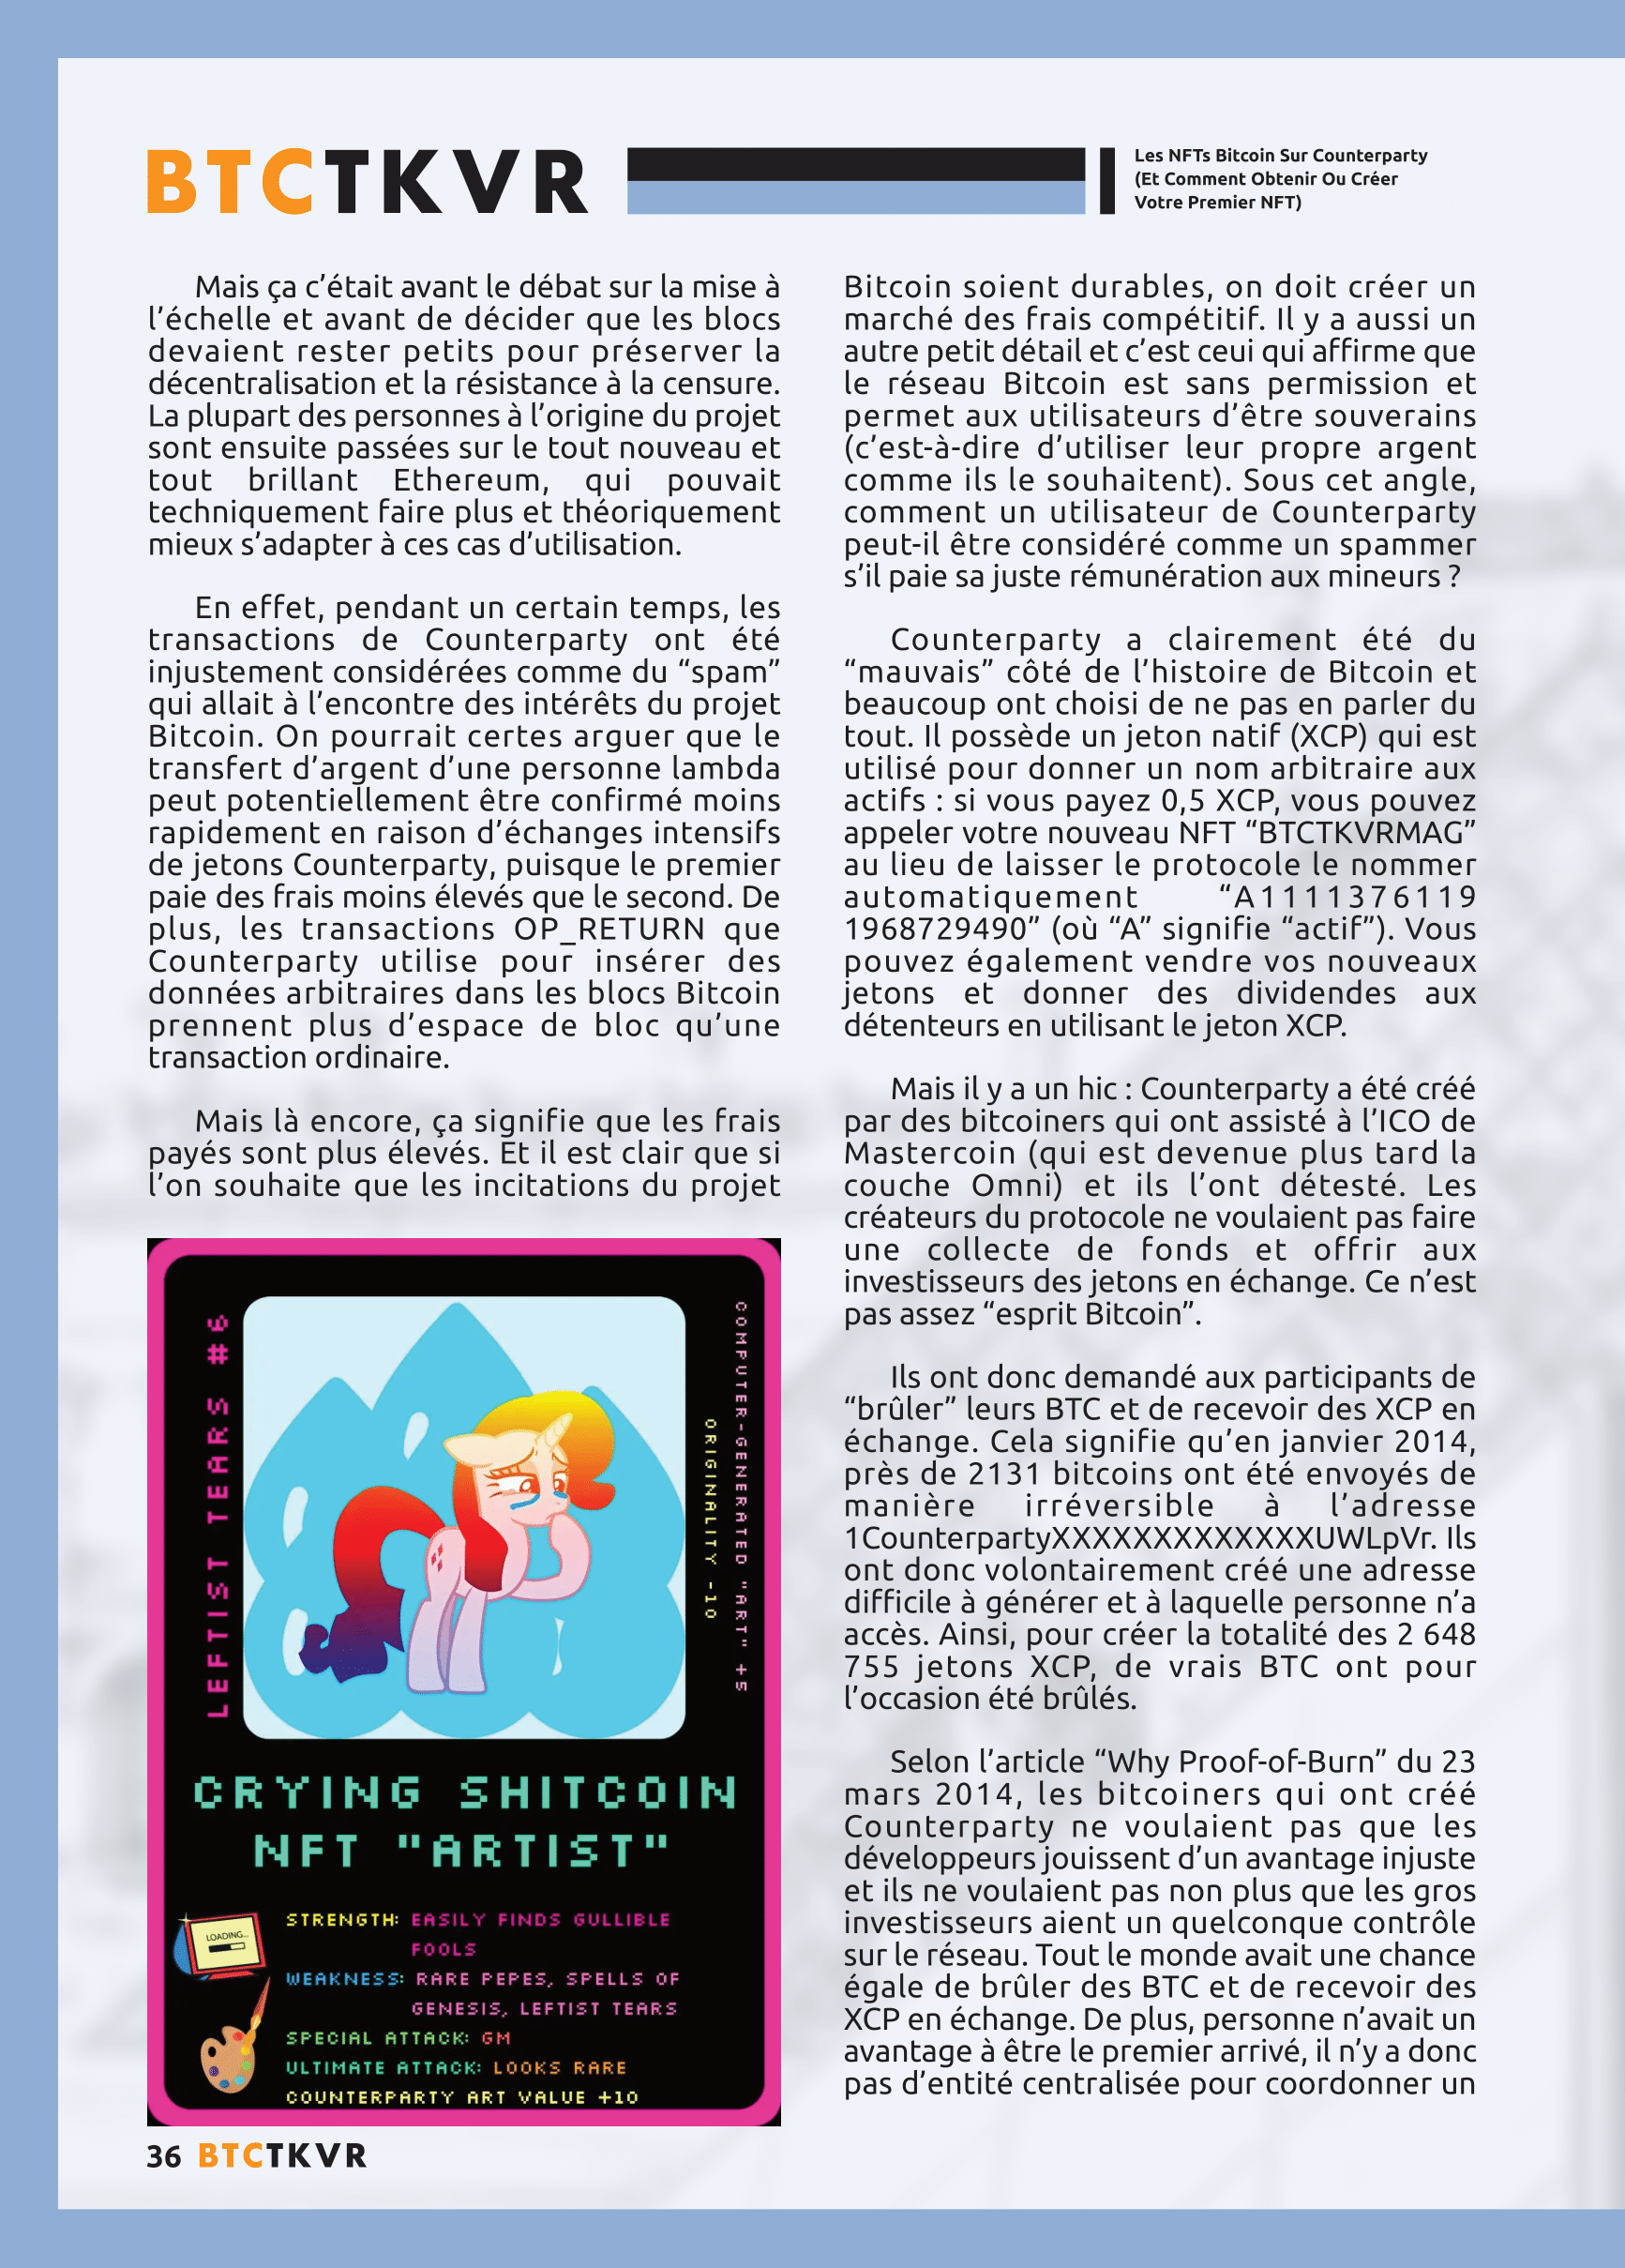 BTCTKVR
Les NFTs Bitcoin Sur Counterparty
(Et Comment Obtenir Ou Créer
Votre Premier NFT)
Mais ça c’était avant le débat sur la mise à
l’échelle et avant de décider que les blocs
devaient rester petits pour préserver la
décentralisation et la résistance à la censure.
La plupart des personnes à l’origine du projet
sont ensuite passées sur le tout nouveau et
tout brillant Ethereum, qui pouvait
techniquement faire plus et théoriquement
mieux s’adapter à ces cas d’utilisation.
En effet, pendant un certain temps, les
transactions de Counterparty ont été
injustement considérées comme du “spam”
qui allait à l’encontre des intérêts du projet
Bitcoin. On pourrait certes arguer que le
transfert d’argent d’une personne lambda
peut potentiellement être confirmé moins
rapidement en raison d’échanges intensifs
de jetons Counterparty, puisque le premier
paie des frais moins élevés que le second. De
plus, les transactions OP_RETURN que
Counterparty utilise pour insérer des
données arbitraires dans les blocs Bitcoin
prennent plus d’espace de bloc qu’une
transaction ordinaire.
Mais là encore, ça signifie que les frais
payés sont plus élevés. Et il est clair que si
l’on souhaite que les incitations du projet
LEFTIST TEARS #6
COMPUTER-GENERATED "ART" +5
ORIGINALITY -10
CRYING SHITCOIN
NFT "ARTIST"
LOADING...
STRENGTH: EASILY FINDS GULLIBLE
FOOLS
WEAKNESS: RARE PEPES, SPELLS OF
GENESIS, LEFTIST TEARS
SPECIAL ATTACK: GM
ULTIMATE ATTACK: LOOKS RARE
COUNTERPARTY ART VALUE +10
Bitcoin soient durables, on doit créer un
marché des frais compétitif. Il y a aussi un
autre petit détail et c’est ceui qui affirme que
le réseau Bitcoin est sans permission et
permet aux utilisateurs d’être souverains
(c’est-à-dire d’utiliser leur propre argent
comme ils le souhaitent). Sous cet angle,
comment un utilisateur de Counterparty
peut-il être considéré comme un spammer
s’il paie sa juste rémunération aux mineurs ?
Counterparty a clairement été du
“mauvais” côté de l’histoire de Bitcoin et
beaucoup ont choisi de ne pas en parler du
tout. Il possède un jeton natif (XCP) qui est
utilisé pour donner un nom arbitraire aux
actifs : si vous payez 0,5 XCP, vous pouvez
appeler votre nouveau NFT “BTCTKVRMAG”
au lieu de laisser le protocole le nommer
automatiquement “A1111376119
1968729490” (où “A” signifie “actif”). Vous
pouvez également vendre vos nouveaux
jetons et donner des dividendes aux
détenteurs en utilisant le jeton XCP.
Mais il y a un hic : Counterparty a été créé
par des bitcoiners qui ont assisté à l’ICO de
Mastercoin (qui est devenue plus tard la
couche Omni) et ils l’ont détesté. Les
créateurs du protocole ne voulaient pas faire
une collecte de fonds et offrir aux
investisseurs des jetons en échange. Ce n’est
pas assez “esprit Bitcoin”.
Ils ont donc demandé aux participants de
“brûler” leurs BTC et de recevoir des XCP en
échange. Cela signifie qu’en janvier 2014,
près de 2131 bitcoins ont été envoyés de
manière irréversible à l’adresse
1CounterpartyXXXXXXXXXXXXXUWLpVr. Ils
ont donc volontairement créé une adresse
difficile à générer et à laquelle personne n’a
accès. Ainsi, pour créer la totalité des 2 648
755 jetons XCP, de vrais BTC ont pour
l’occasion été brûlés.
Selon l’article “Why Proof-of-Burn” du 23
mars 2014, les bitcoiners qui ont créé
Counterparty ne voulaient pas que les
développeurs jouissent d’un avantage injuste
et ils ne voulaient pas non plus que les gros
investisseurs aient un quelconque contrôle
sur le réseau. Tout le monde avait une chance
égale de brûler des BTC et de recevoir des
XCP en échange. De plus, personne n’avait un
avantage à être le premier arrivé, il n’y a donc
pas d’entité centralisée pour coordonner un
36 BTCTKVR